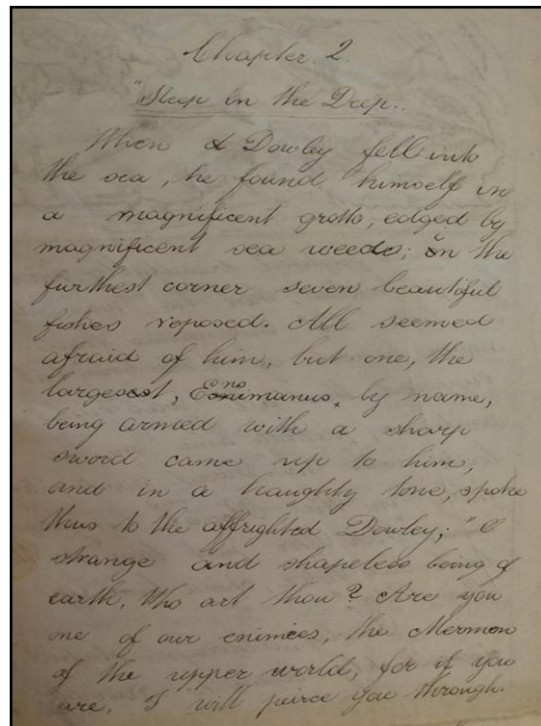 Chapter. 2.
"Sleep in the Deep..
When & Dowley fell into
the sea, he found himself in
a magnificent grotto, edged by
magnificent sea weeds; in the
furthest corner seven beautiful
fishes reposed. All seemed
afraid of him, but one, the
largest, by name,
being armed with a sharp
sword came up to him,
and in a haughty tone, spoke
thus to the affrighted Dowley; "O
strange and shapeless being of
earth, who art thou? Are you
one of our enimies, the Mermen
of the upper world, for if you
are, I will peirce you through.